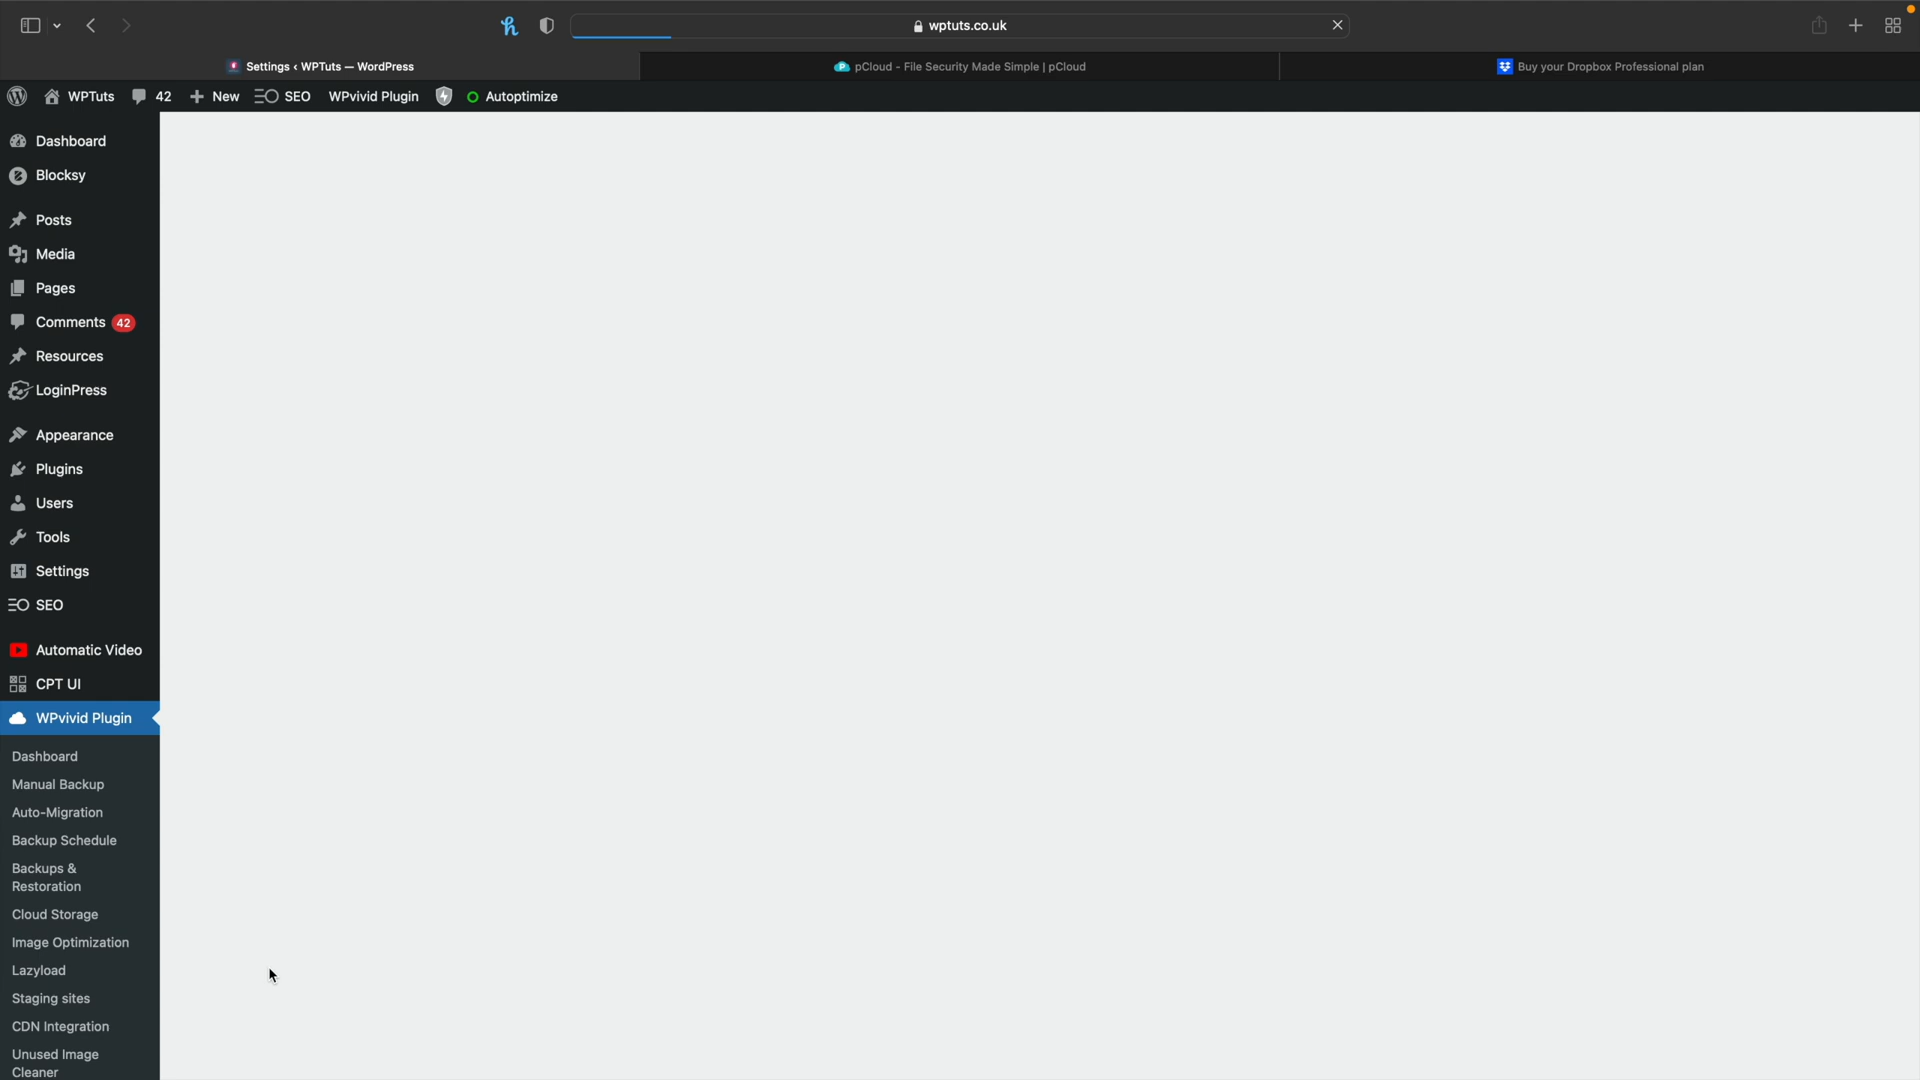 wptuts.co.uk
Settings < WPTuts — WordPress
pCloud - File Security Made Simple | pCloud
Buy your Dropbox Professional plan
WPTuts
42
New
SEO
WPvivid Plugin
Autoptimize
Dashboard
Blocksy
Posts
Media
Pages
Comments 42
Resources
LoginPress
Appearance
Plugins
Users
Tools
Settings
SEO
Automatic Video
CPT UI
WPvivid Plugin
Dashboard
Manual Backup
Auto-Migration
Backup Schedule
Backups &
Restoration
Cloud Storage
Image Optimization
Lazyload
Staging sites
CDN Integration
Unused Image
Cleaner